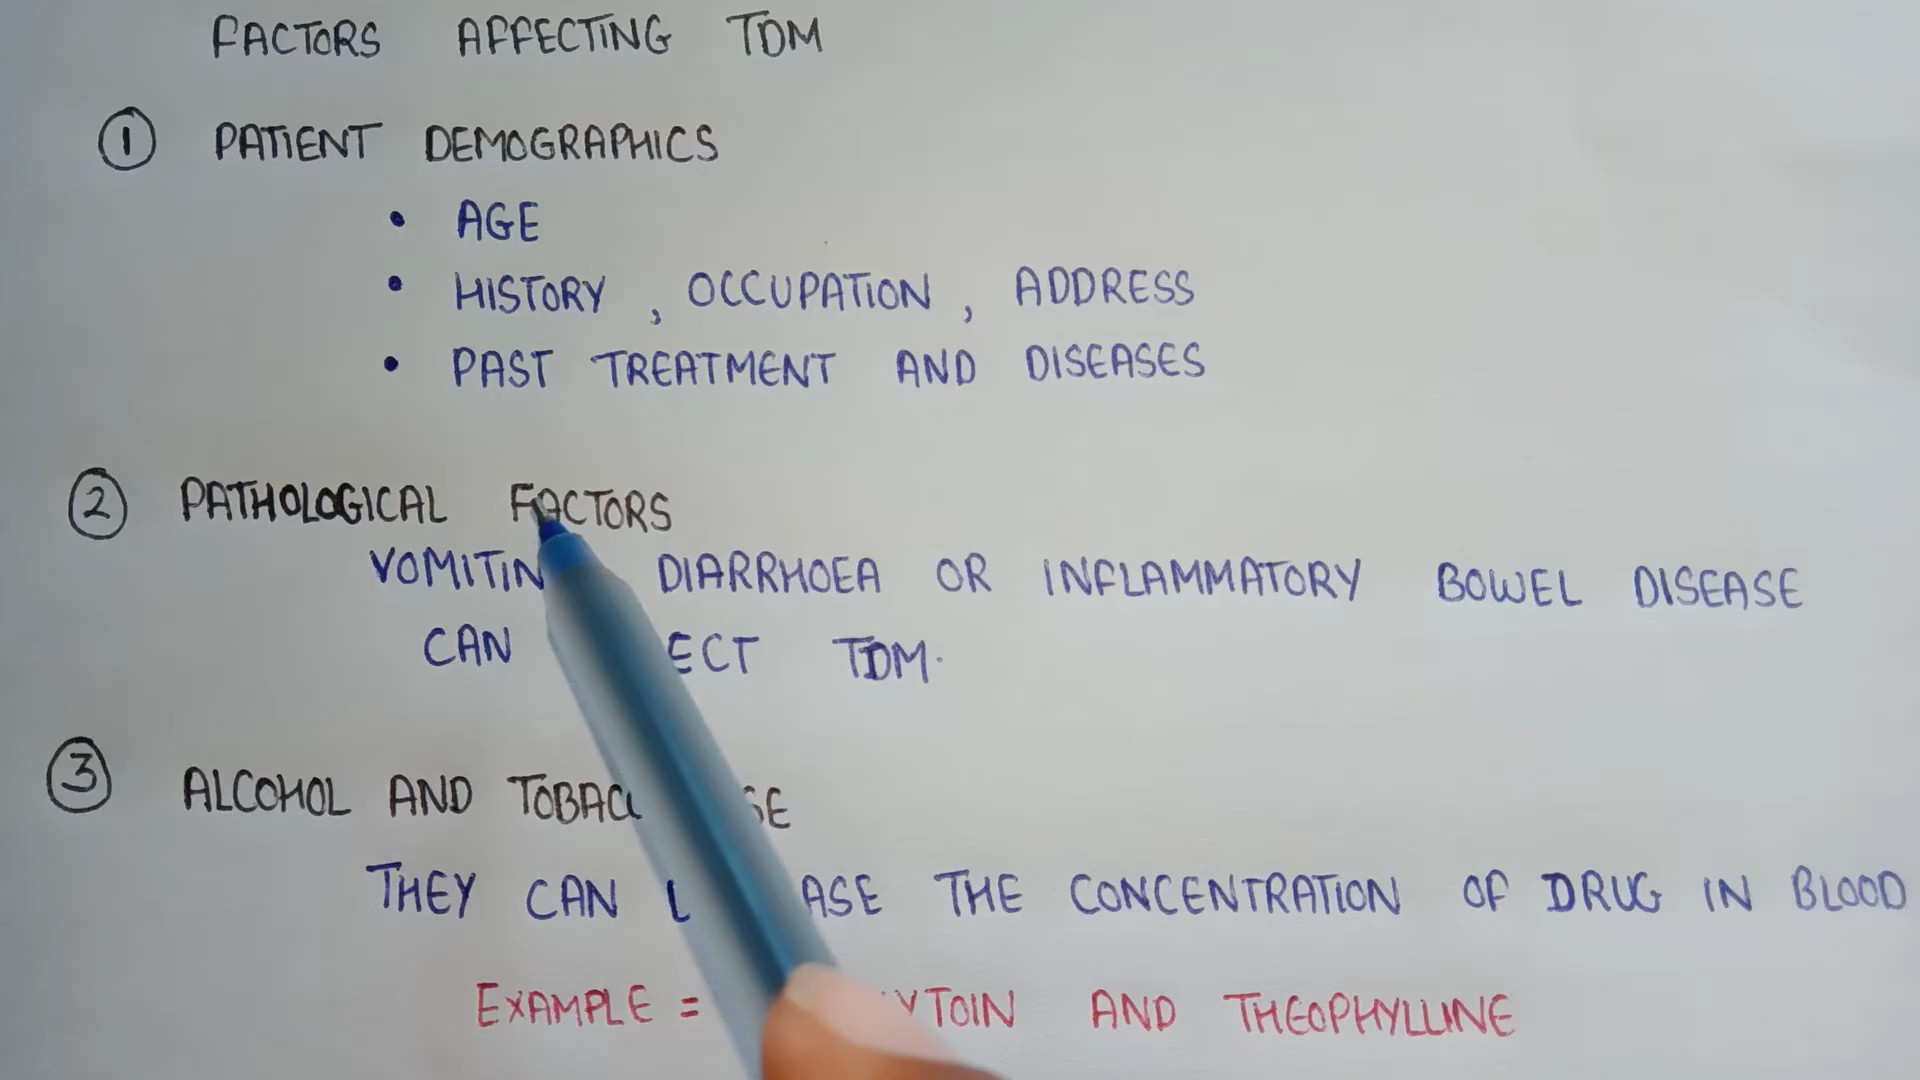 FACTORS AFFECTING TDM
① PATIENT DEMOGRAPHICS
• AGE
• HISTORY , OCCUPATION , ADDRESS
• PAST TREATMENT AND DISEASES
② PATHOLOGICAL FACTORS
DIARRHOEA OR INFLAMMATORY BOWEL DISEASE
CAN TDM.
③ ALCOHOL AND
THEY CAN THE CONCENTRATION OF DRUG IN BLOOD
EXAMPLE = AND THEOPHYLLINE